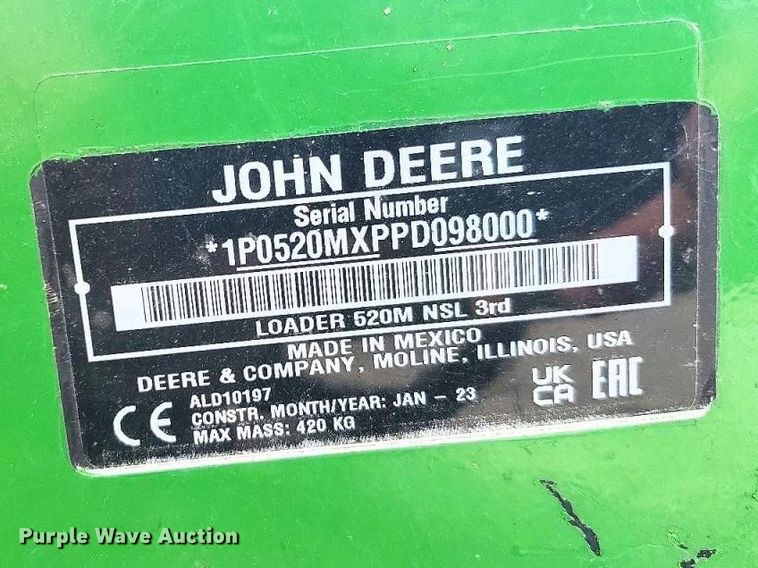 JOHN DEERE
Serial Number
*1P0520MXPPD098000*
LOADER 520M NSL 3rd
MADE IN MEXICO
DEERE & COMPANY, MOLINE, ILLINOIS, USA
ALD10197
CONSTR. MONTH/YEAR: JAN - 23
MAX MASS: 420 KG
CE
UK
CA
EAC
Purple Wave Auction